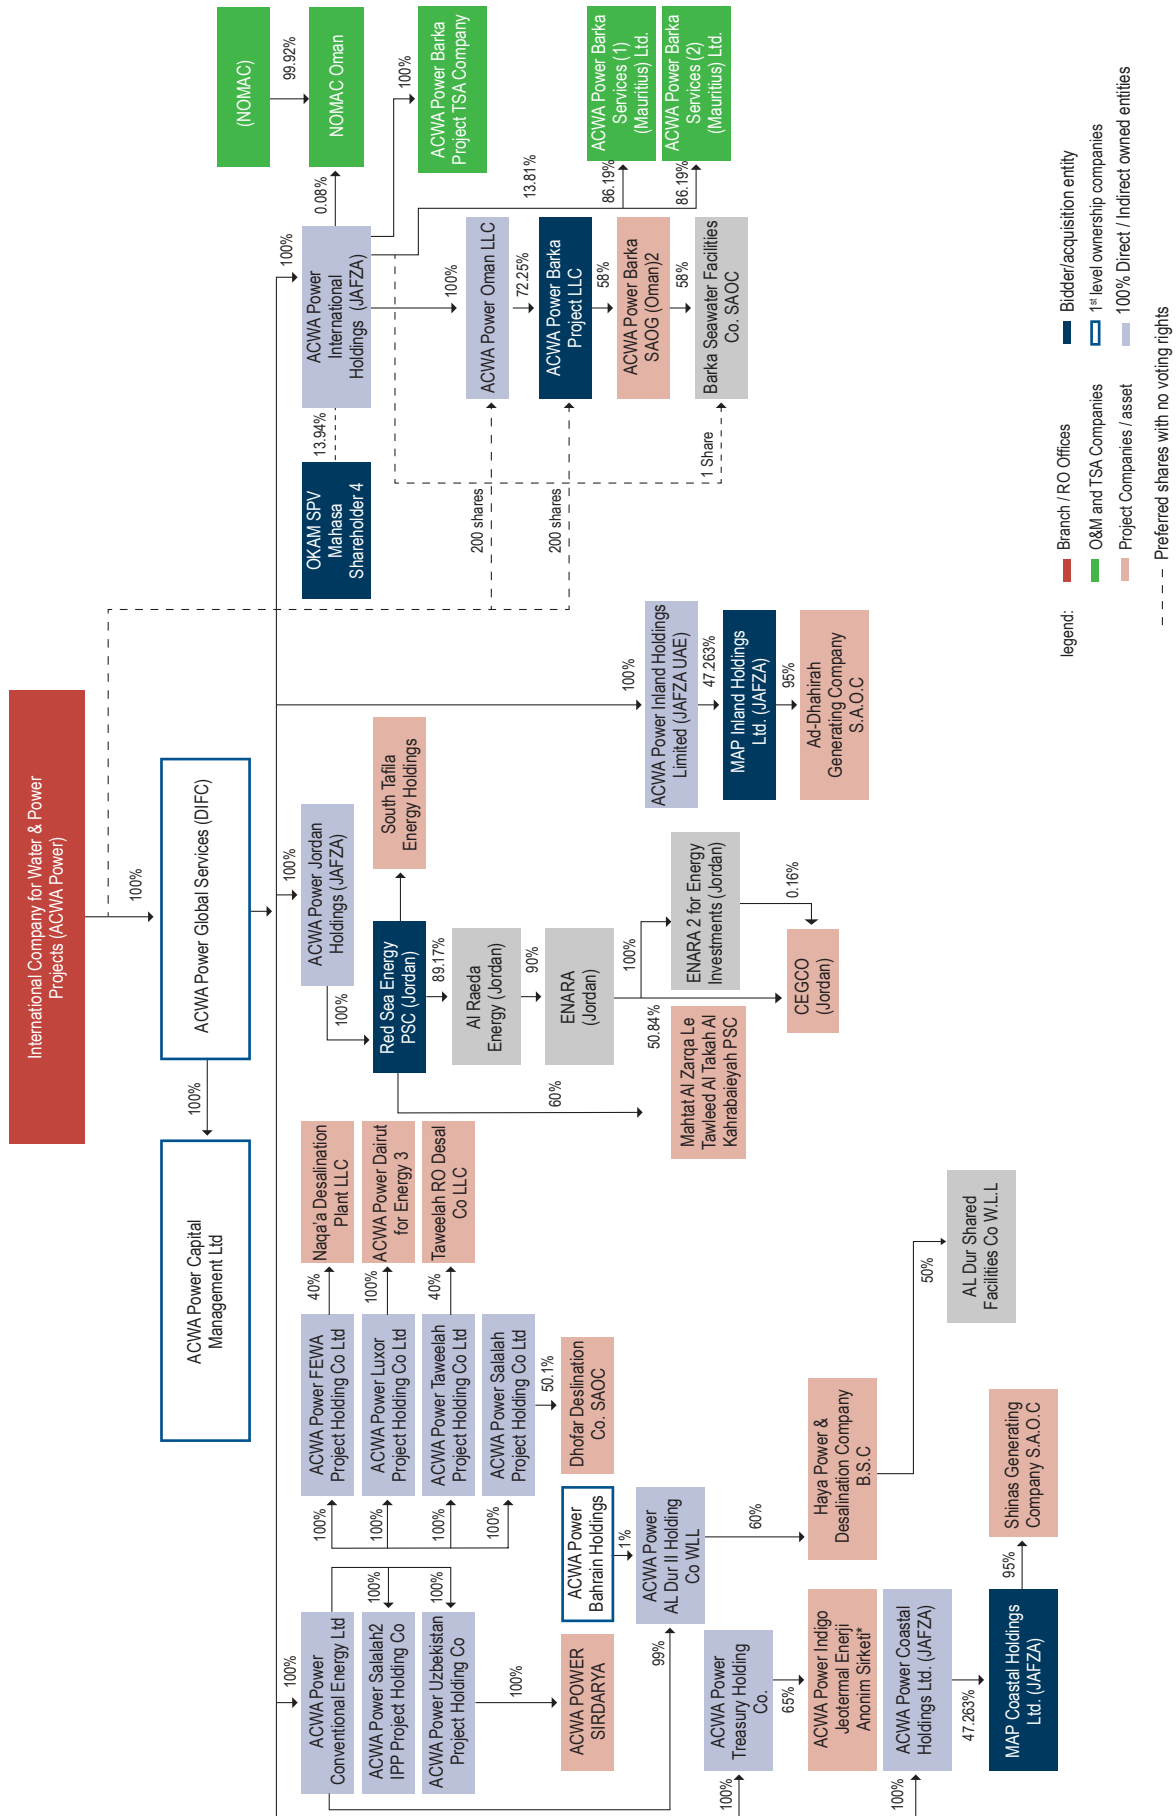 International Company for Water & Power
Projects (ACWA Power)
100%
ACWA Power Global Services (DIFC)
100%
ACWA Power Capital
Management Ltd
100%
ACWA Power
Conventional Energy Ltd
100%
ACWA Power Salalah2
IPP Project Holding Co
100%
ACWA Power Uzbekistan
Project Holding Co
100%
ACWA POWER
SIRDARYA
100%
ACWA Power FEWA
Project Holding Co Ltd
40%
Naqa'a Desalination
Plant LLC
100%
ACWA Power Luxor
Project Holding Co Ltd
100%
ACWA Power Dairut
for Energy 3
100%
ACWA Power Taweelah
Project Holding Co Ltd
40%
Taweelah RO Desal
Co LLC
100%
ACWA Power Salalah
Project Holding Co Ltd
50.1%
Dhofar Deslination
Co. SAOC
ACWA Power
Bahrain Holdings
1%
99%
ACWA Power
AL Dur II Holding
Co WLL
60%
Haya Power &
Desalination Company
B.S.C
50%
AL Dur Shared
Facilities Co W.L.L
100%
ACWA Power
Treasury Holding
Co.
65%
ACWA Power Indigo
Jeotermal Enerji
Anonim Sirketi*
100%
ACWA Power Coastal
Holdings Ltd. (JAFZA)
47.263%
MAP Coastal Holdings
Ltd. (JAFZA)
95%
Shinas Generating
Company S.A.O.C
100%
ACWA Power Jordan
Holdings (JAFZA)
100%
Red Sea Energy
PSC (Jordan)
South Tafila
Energy Holdings
89.17%
Al Raeda
Energy (Jordan)
90%
ENARA
(Jordan)
60%
Mahtat Al Zarqa Le
Tawleed Al Takah Al
Kahrabaieyah PSC
50.84%
100%
ENARA 2 for Energy
Investments (Jordan)
0.16%
CEGCO
(Jordan)
100%
ACWA Power Inland Holdings
Limited (JAFZA UAE)
47.263%
MAP Inland Holdings
Ltd. (JAFZA)
95%
Ad-Dhahirah
Generating Company
S.A.O.C
OKAM SPV
Mahasa
Shareholder 4
13.94%
100%
ACWA Power
International
Holdings (JAFZA)
0.08%
(NOMAC)
99.92%
NOMAC Oman
100%
ACWA Power Barka
Project TSA Company
100%
ACWA Power Oman LLC
200 shares
72.25%
ACWA Power Barka
Project LLC
200 shares
58%
ACWA Power Barka
SAOG (Oman)2
58%
Barka Seawater Facilities
Co. SAOC
1 Share
13.81%
86.19%
ACWA Power Barka
Services (1)
(Mauritius) Ltd.
86.19%
ACWA Power Barka
Services (2)
(Mauritius) Ltd.
legend:
Branch / RO Offices
O&M and TSA Companies
Project Companies / asset
Bidder/acquisition entity
1st level ownership companies
100% Direct / Indirect owned entities
Preferred shares with no voting rights